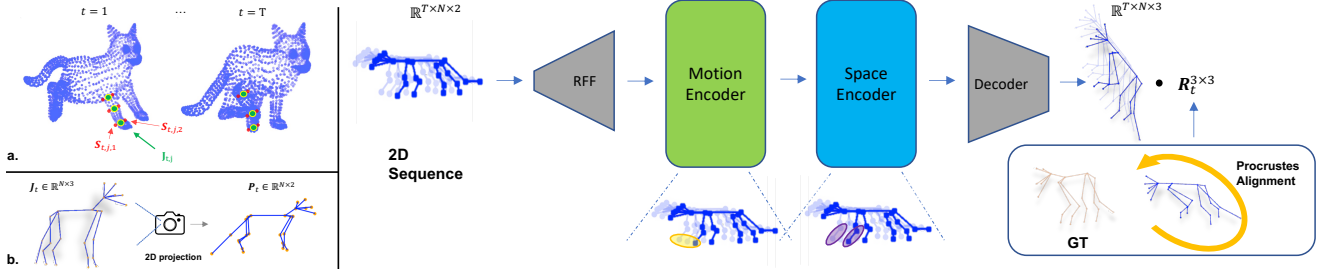 t = 1
...
t = T
S_{t,j,2}
S_{t,j,1}
J_{t,j}
a.
J_t ∈ ℝ^{N×3}
P_t ∈ ℝ^{N×2}
2D projection
b.
ℝ^{T×N×2}
2D
Sequence
RFF
Motion
Encoder
Space
Encoder
Decoder
ℝ^{T×N×3}
• R_t^{3×3}
Procrustes
Alignment
GT